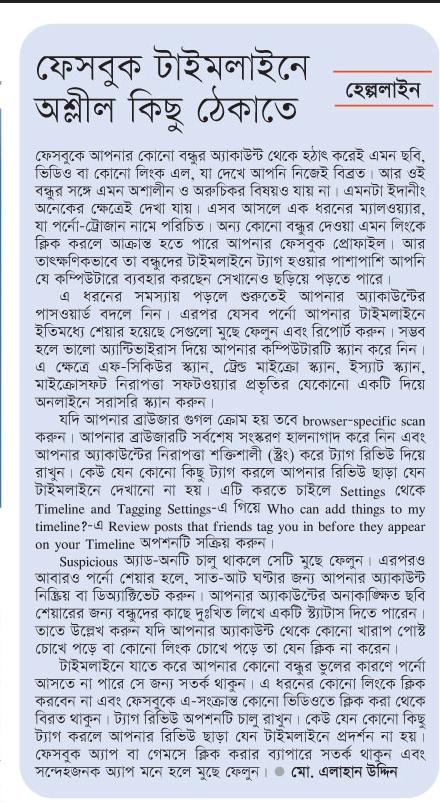 ফেসবুক টাইমলাইনে
অশ্লীল কিছু ঠেকাতে
হেল্পলাইন
ফেসবুকে আপনার কোনো বন্ধুর অ্যাকাউন্ট থেকে হঠাৎ করেই এমন ছবি,
ভিডিও বা কোনো লিংক এল, যা দেখে আপনি নিজেই বিব্রত। আর ওই
বন্ধুর সঙ্গে এমন অশালীন ও অরুচিকর বিষয়ও যায় না। এমনটা ইদানীং
অনেকের ক্ষেত্রেই দেখা যায়। এসব আসলে এক ধরনের ম্যালওয়্যার,
যা পর্নো-ট্রোজান নামে পরিচিত। অন্য কোনো বন্ধুর দেওয়া এমন লিংকে
ক্লিক করলে আক্রান্ত হতে পারে আপনার ফেসবুক প্রোফাইল। আর
তাৎক্ষণিকভাবে তা বন্ধুদের টাইমলাইনে ট্যাগ হওয়ার পাশাপাশি আপনি
যে কম্পিউটারে ব্যবহার করছেন সেখানেও ছড়িয়ে পড়তে পারে।
এ ধরনের সমস্যায় পড়লে শুরুতেই আপনার অ্যাকাউন্টের
পাসওয়ার্ড বদলে নিন। এরপর যেসব পর্নো আপনার টাইমলাইনে
ইতিমধ্যে শেয়ার হয়েছে সেগুলো মুছে ফেলুন এবং রিপোর্ট করুন। সম্ভব
হলে ভালো অ্যান্টিভাইরাস দিয়ে আপনার কম্পিউটারটি স্ক্যান করে নিন।
এ ক্ষেত্রে এফ-সিকিউর স্ক্যান, ট্রেন্ড মাইক্রো স্ক্যান, ইস্যাট স্ক্যান,
মাইক্রোসফট নিরাপত্তা সফটওয়্যার প্রভৃতির যেকোনো একটি দিয়ে
অনলাইনে সরাসরি স্ক্যান করুন।
যদি আপনার ব্রাউজার গুগল ক্রোম হয় তবে browser-specific scan
করুন। আপনার ব্রাউজারটি সর্বশেষ সংস্করণ হালনাগাদ করে নিন এবং
আপনার অ্যাকাউন্টের নিরাপত্তা শক্তিশালী (স্ট্রং) করে ট্যাগ রিভিউ দিয়ে
রাখুন। কেউ যেন কোনো কিছু ট্যাগ করলে আপনার রিভিউ ছাড়া যেন
টাইমলাইনে দেখানো না হয়। এটি করতে চাইলে Settings থেকে
Timeline and Tagging Settings-এ গিয়ে Who can add things to my
timeline?-এ Review posts that friends tag you in before they appear
on your Timeline অপশনটি সক্রিয় করুন।
Suspicious অ্যাড-অনটি চালু থাকলে সেটি মুছে ফেলুন। এরপরও
আবারও পর্নো শেয়ার হলে, সাত-আট ঘণ্টার জন্য আপনার অ্যাকাউন্ট
নিষ্ক্রিয় বা ডিঅ্যাক্টিভেট করুন। আপনার অ্যাকাউন্টের অনাকাঙ্ক্ষিত ছবি
শেয়ারের জন্য বন্ধুদের কাছে দুঃখিত লিখে একটি স্ট্যাটাস দিতে পারেন।
তাতে উল্লেখ করুন যদি আপনার অ্যাকাউন্ট থেকে কোনো খারাপ পোস্ট
চোখে পড়ে বা কোনো লিংক চোখে পড়ে তা যেন ক্লিক না করেন।
টাইমলাইনে যাতে করে আপনার কোনো বন্ধুর ভুলের কারণে পর্নো
আসতে না পারে সে জন্য সতর্ক থাকুন। এ ধরনের কোনো লিংকে ক্লিক
করবেন না এবং ফেসবুকে এ-সংক্রান্ত কোনো ভিডিওতে ক্লিক করা থেকে
বিরত থাকুন। ট্যাগ রিভিউ অপশনটি চালু রাখুন। কেউ যেন কোনো কিছু
ট্যাগ করলে আপনার রিভিউ ছাড়া যেন টাইমলাইনে প্রদর্শন না হয়।
ফেসবুক অ্যাপ বা গেমসে ক্লিক করার ব্যাপারে সতর্ক থাকুন এবং
সন্দেহজনক অ্যাপ মনে হলে মুছে ফেলুন। ● মো. এলাহান উদ্দিন